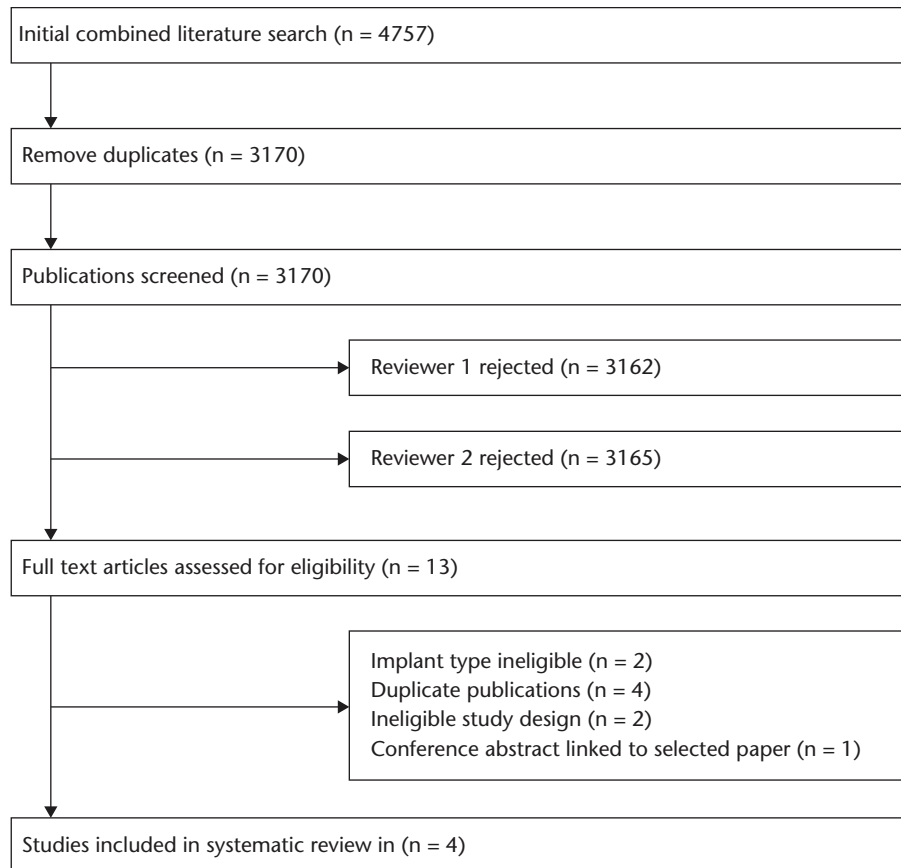 Initial combined literature search (n = 4757)
Remove duplicates (n = 3170)
Publications screened (n = 3170)
Reviewer 1 rejected (n = 3162)
Reviewer 2 rejected (n = 3165)
Full text articles assessed for eligibility (n = 13)
Implant type ineligible (n = 2)
Duplicate publications (n = 4)
Ineligible study design (n = 2)
Conference abstract linked to selected paper (n = 1)
Studies included in systematic review in (n = 4)